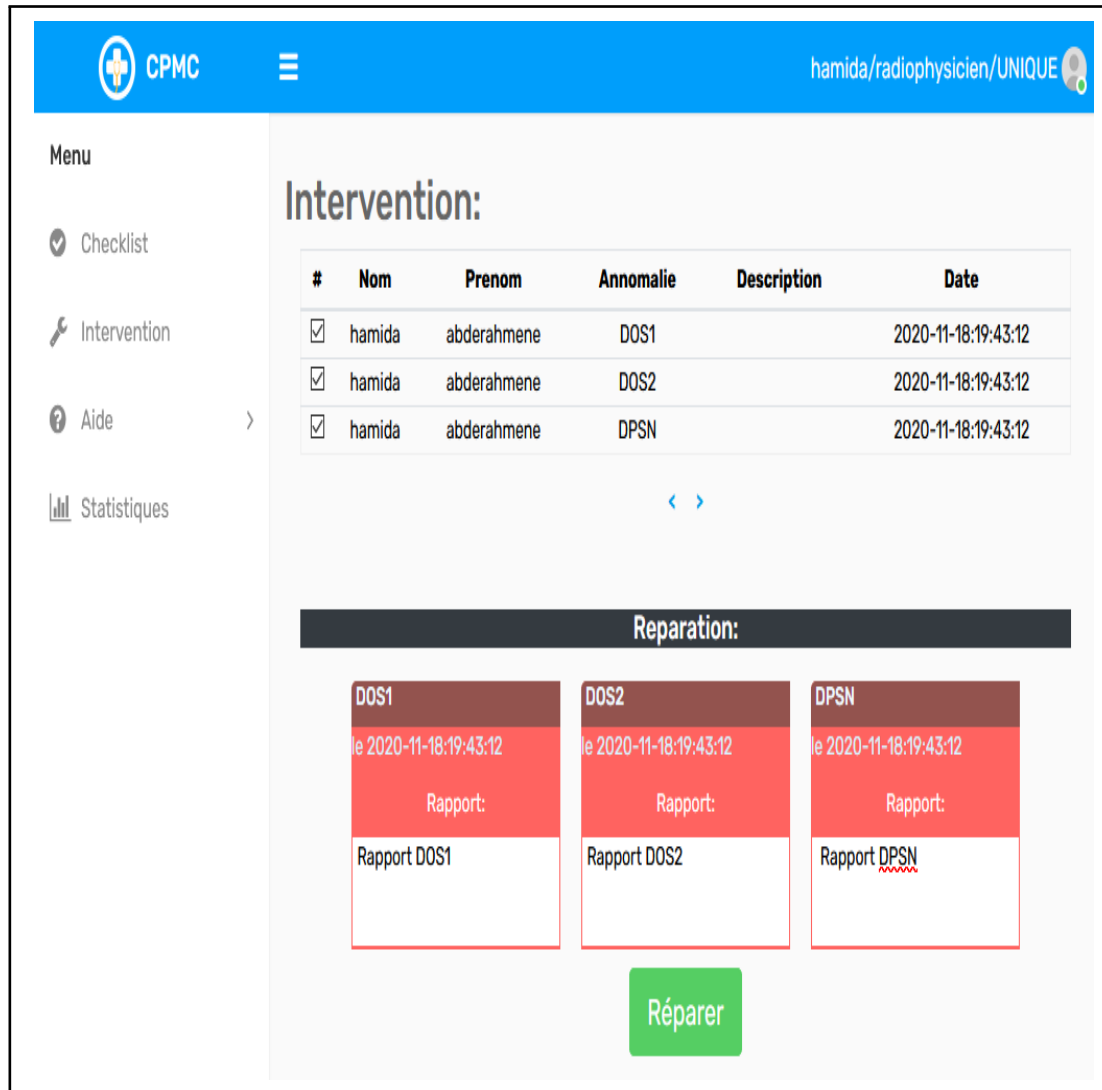 CPMC
hamida/radiophysicien/UNIQUE
Menu
Checklist
Intervention
Aide
Statistiques
Intervention:
# Nom Prenom Annomalie Description Date
hamida abderahmene DOS1 2020-11-18:19:43:12
hamida abderahmene DOS2 2020-11-18:19:43:12
hamida abderahmene DPSN 2020-11-18:19:43:12
Reparation:
DOS1
le 2020-11-18:19:43:12
Rapport:
Rapport DOS1
DOS2
le 2020-11-18:19:43:12
Rapport:
Rapport DOS2
DPSN
le 2020-11-18:19:43:12
Rapport:
Rapport DPSN
Réparer